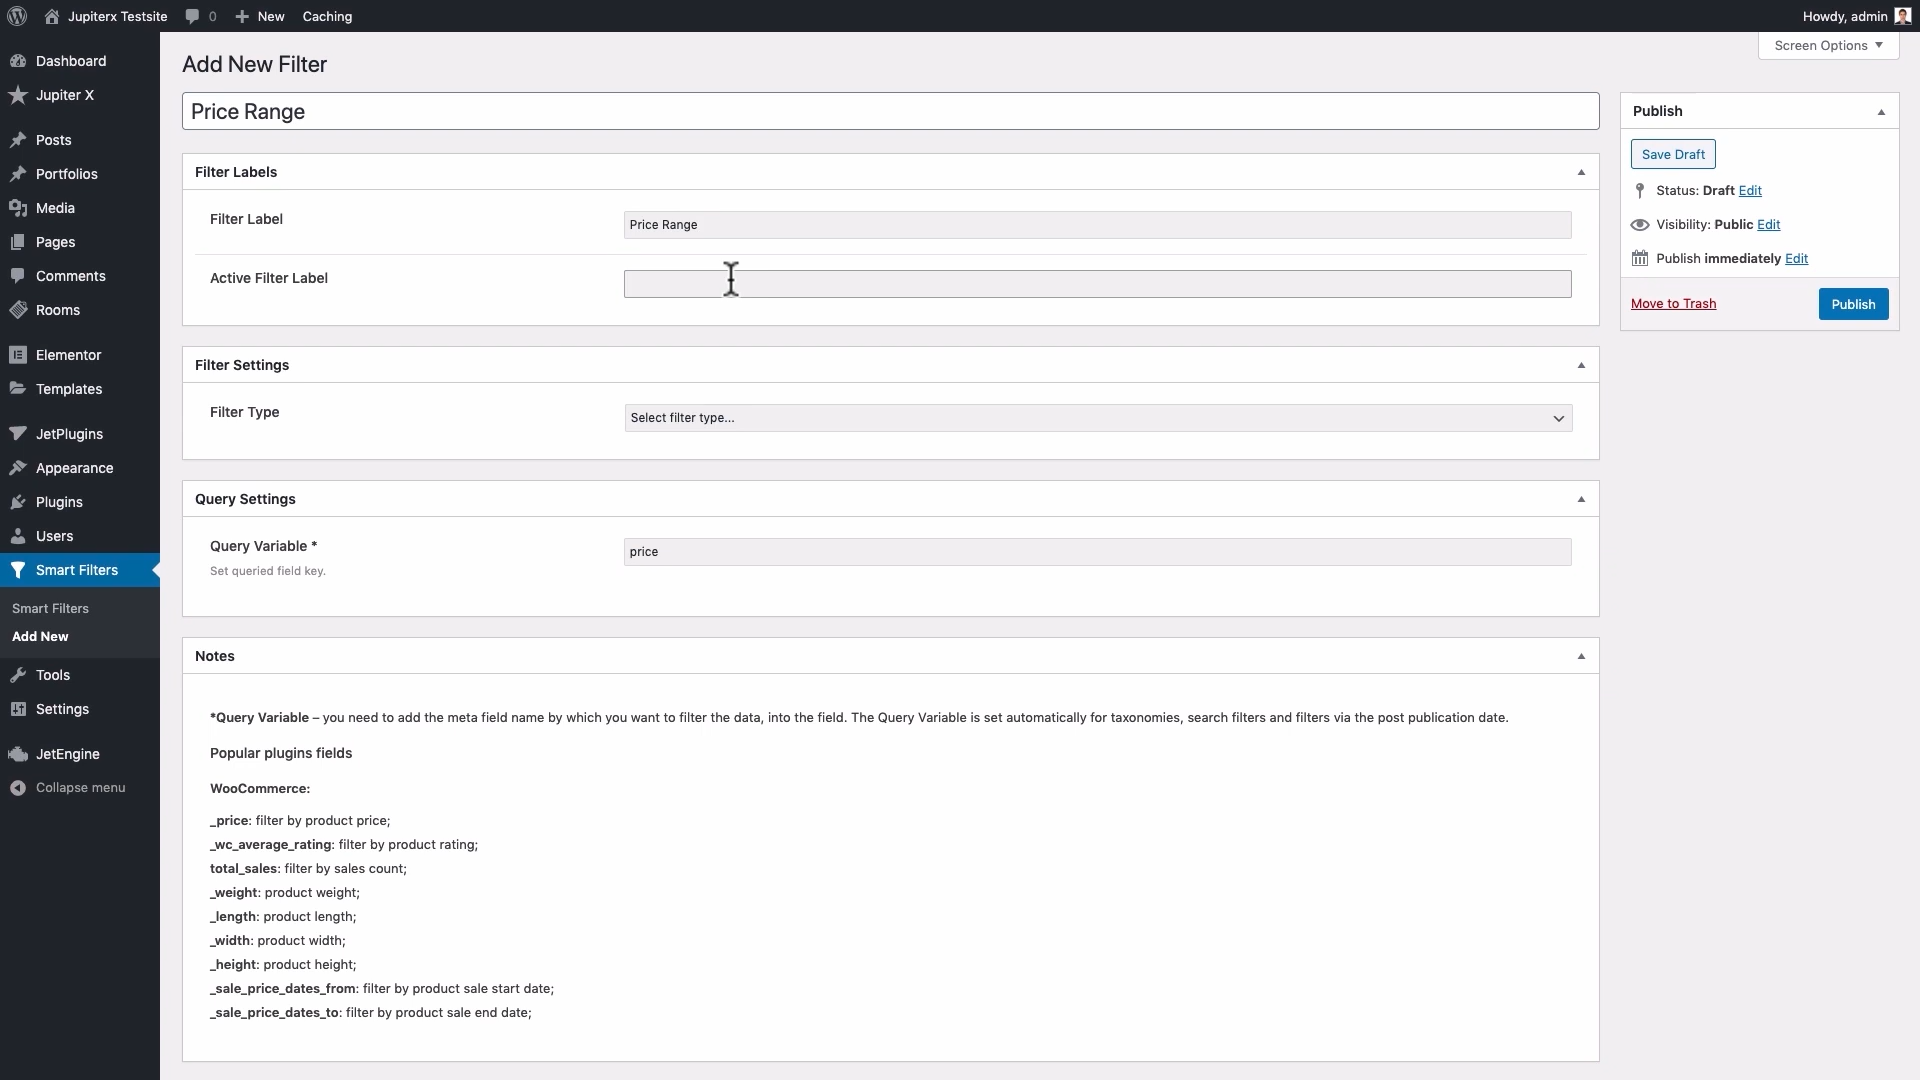 Jupiterx Testsite
0
New
Caching
Howdy, admin
Screen Options
Dashboard
Jupiter X
Posts
Portfolios
Media
Pages
Comments
Rooms
Elementor
Templates
JetPlugins
Appearance
Plugins
Users
Smart Filters
Smart Filters
Add New
Tools
Settings
JetEngine
Collapse menu
Add New Filter
Price Range
Filter Labels
Filter Label
Price Range
Active Filter Label
Filter Settings
Filter Type
Select filter type...
Query Settings
Query Variable *
Set queried field key.
price
Notes
*Query Variable – you need to add the meta field name by which you want to filter the data, into the field. The Query Variable is set automatically for taxonomies, search filters and filters via the post publication date.
Popular plugins fields
WooCommerce:
_price: filter by product price;
_wc_average_rating: filter by product rating;
total_sales: filter by sales count;
_weight: product weight;
_length: product length;
_width: product width;
_height: product height;
_sale_price_dates_from: filter by product sale start date;
_sale_price_dates_to: filter by product sale end date;
Publish
Save Draft
Status: Draft Edit
Visibility: Public Edit
Publish immediately Edit
Move to Trash
Publish